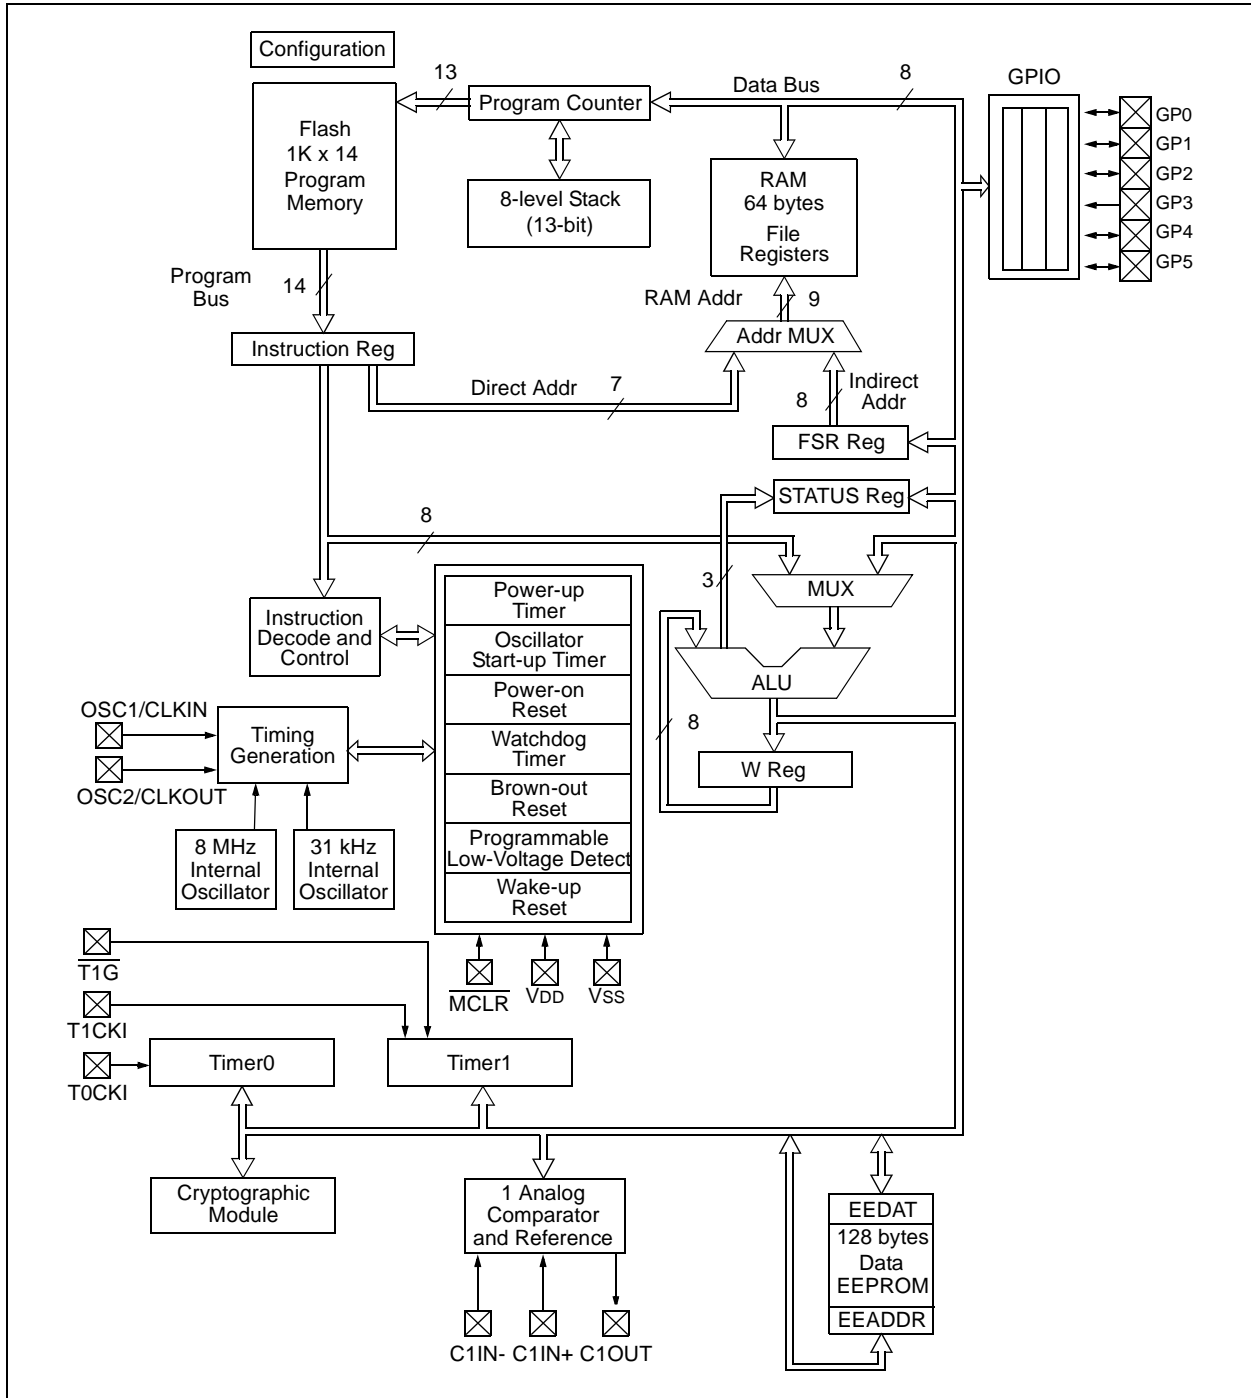 Configuration
13
Program Counter
Data Bus
8
GPIO
Flash
1K x 14
Program
Memory
8-level Stack
(13-bit)
RAM
64 bytes
File
Registers
GP0
GP1
GP2
GP3
GP4
GP5
Program
Bus
14
RAM Addr
9
Addr MUX
Instruction Reg
Direct Addr
7
8
Indirect
Addr
FSR Reg
STATUS Reg
8
3
MUX
Instruction
Decode and
Control
Power-up
Timer
Oscillator
Start-up Timer
Power-on
Reset
Watchdog
Timer
Brown-out
Reset
Programmable
Low-Voltage Detect
Wake-up
Reset
ALU
8
W Reg
OSC1/CLKIN
Timing
Generation
OSC2/CLKOUT
8 MHz
Internal
Oscillator
31 kHz
Internal
Oscillator
T1G
MCLR
VDD
VSS
T1CKI
T0CKI
Timer0
Timer1
Cryptographic
Module
1 Analog
Comparator
and Reference
EEDAT
128 bytes
Data
EEPROM
EEADDR
C1IN- C1IN+ C1OUT